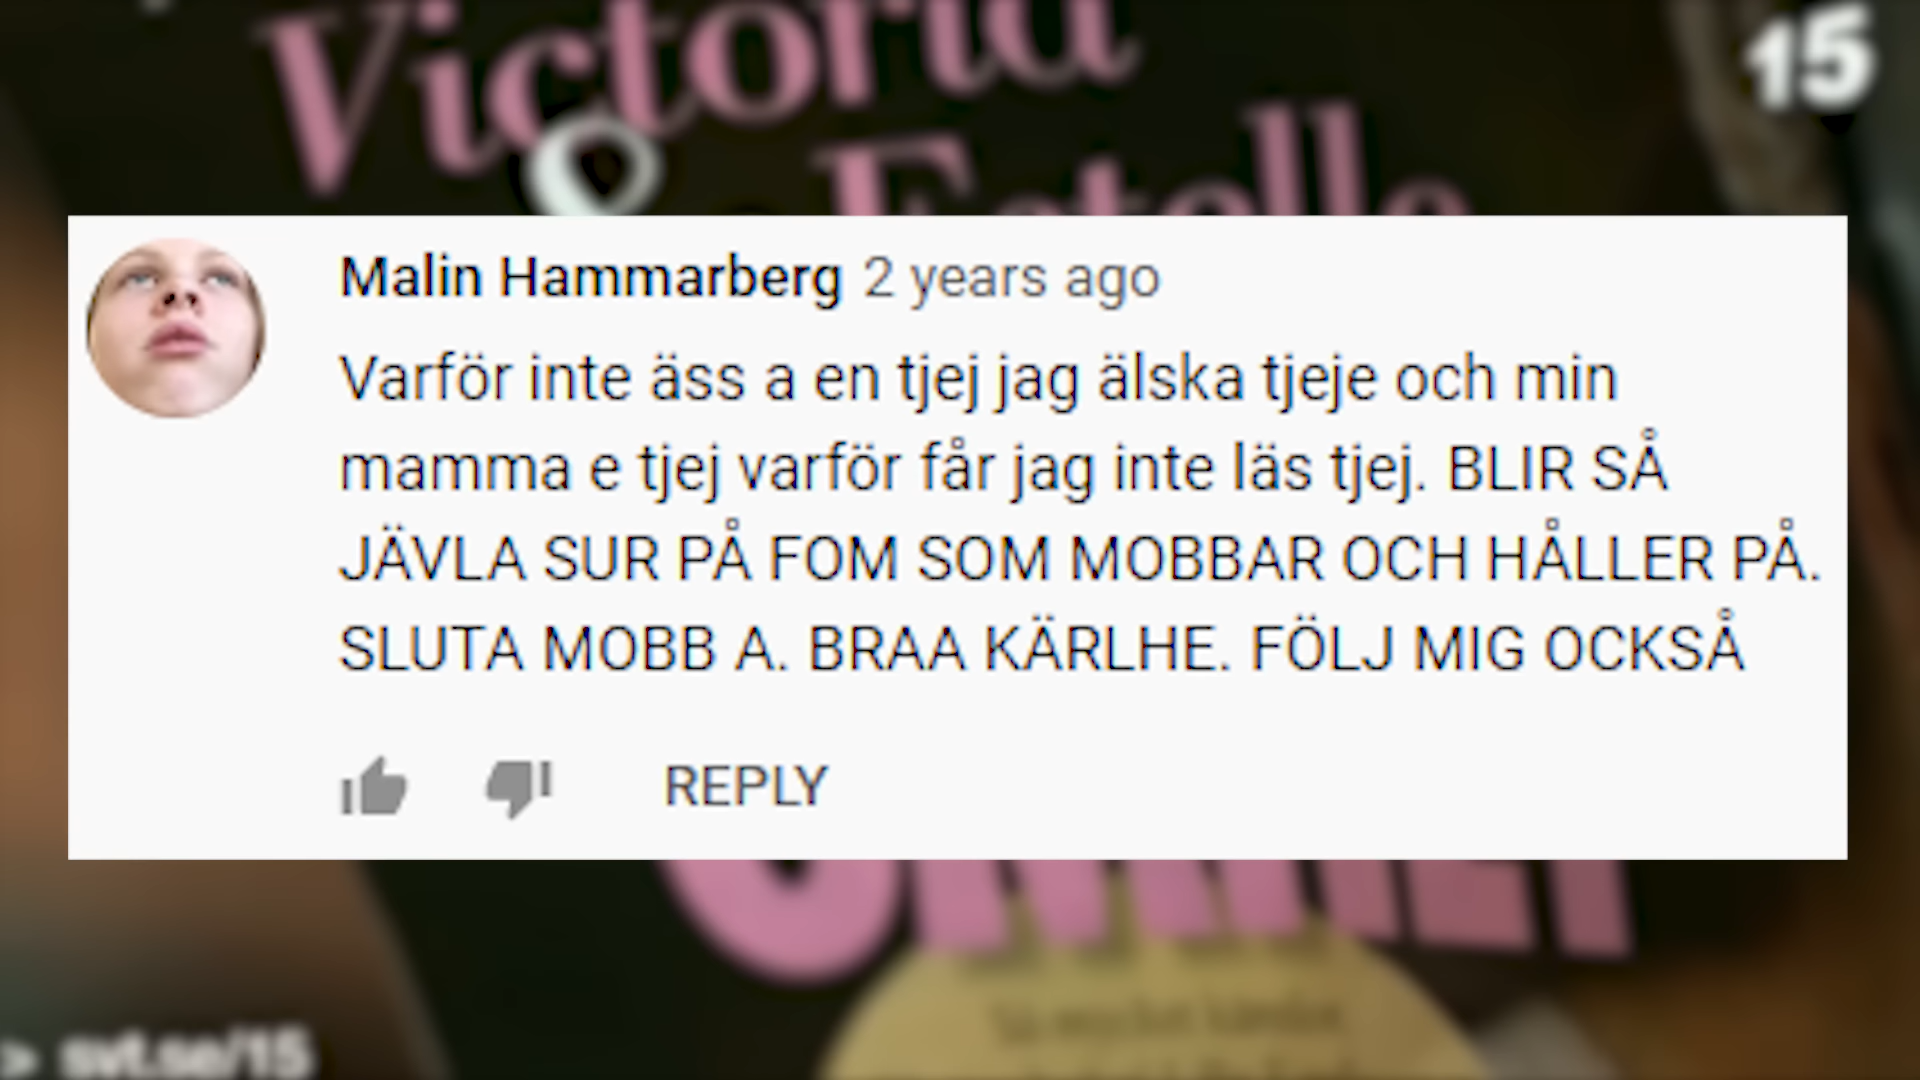 Victoria
15
&
Estelle
Malin Hammarberg 2 years ago
Varför inte äss a en tjej jag älska tjeje och min
mamma e tjej varför får jag inte läs tjej. BLIR SÅ
JÄVLA SUR PÅ FOM SOM MOBBAR OCH HÅLLER PÅ.
SLUTA MOBB A. BRAA KÄRLHE. FÖLJ MIG OCKSÅ
REPLY
> svt.se/15